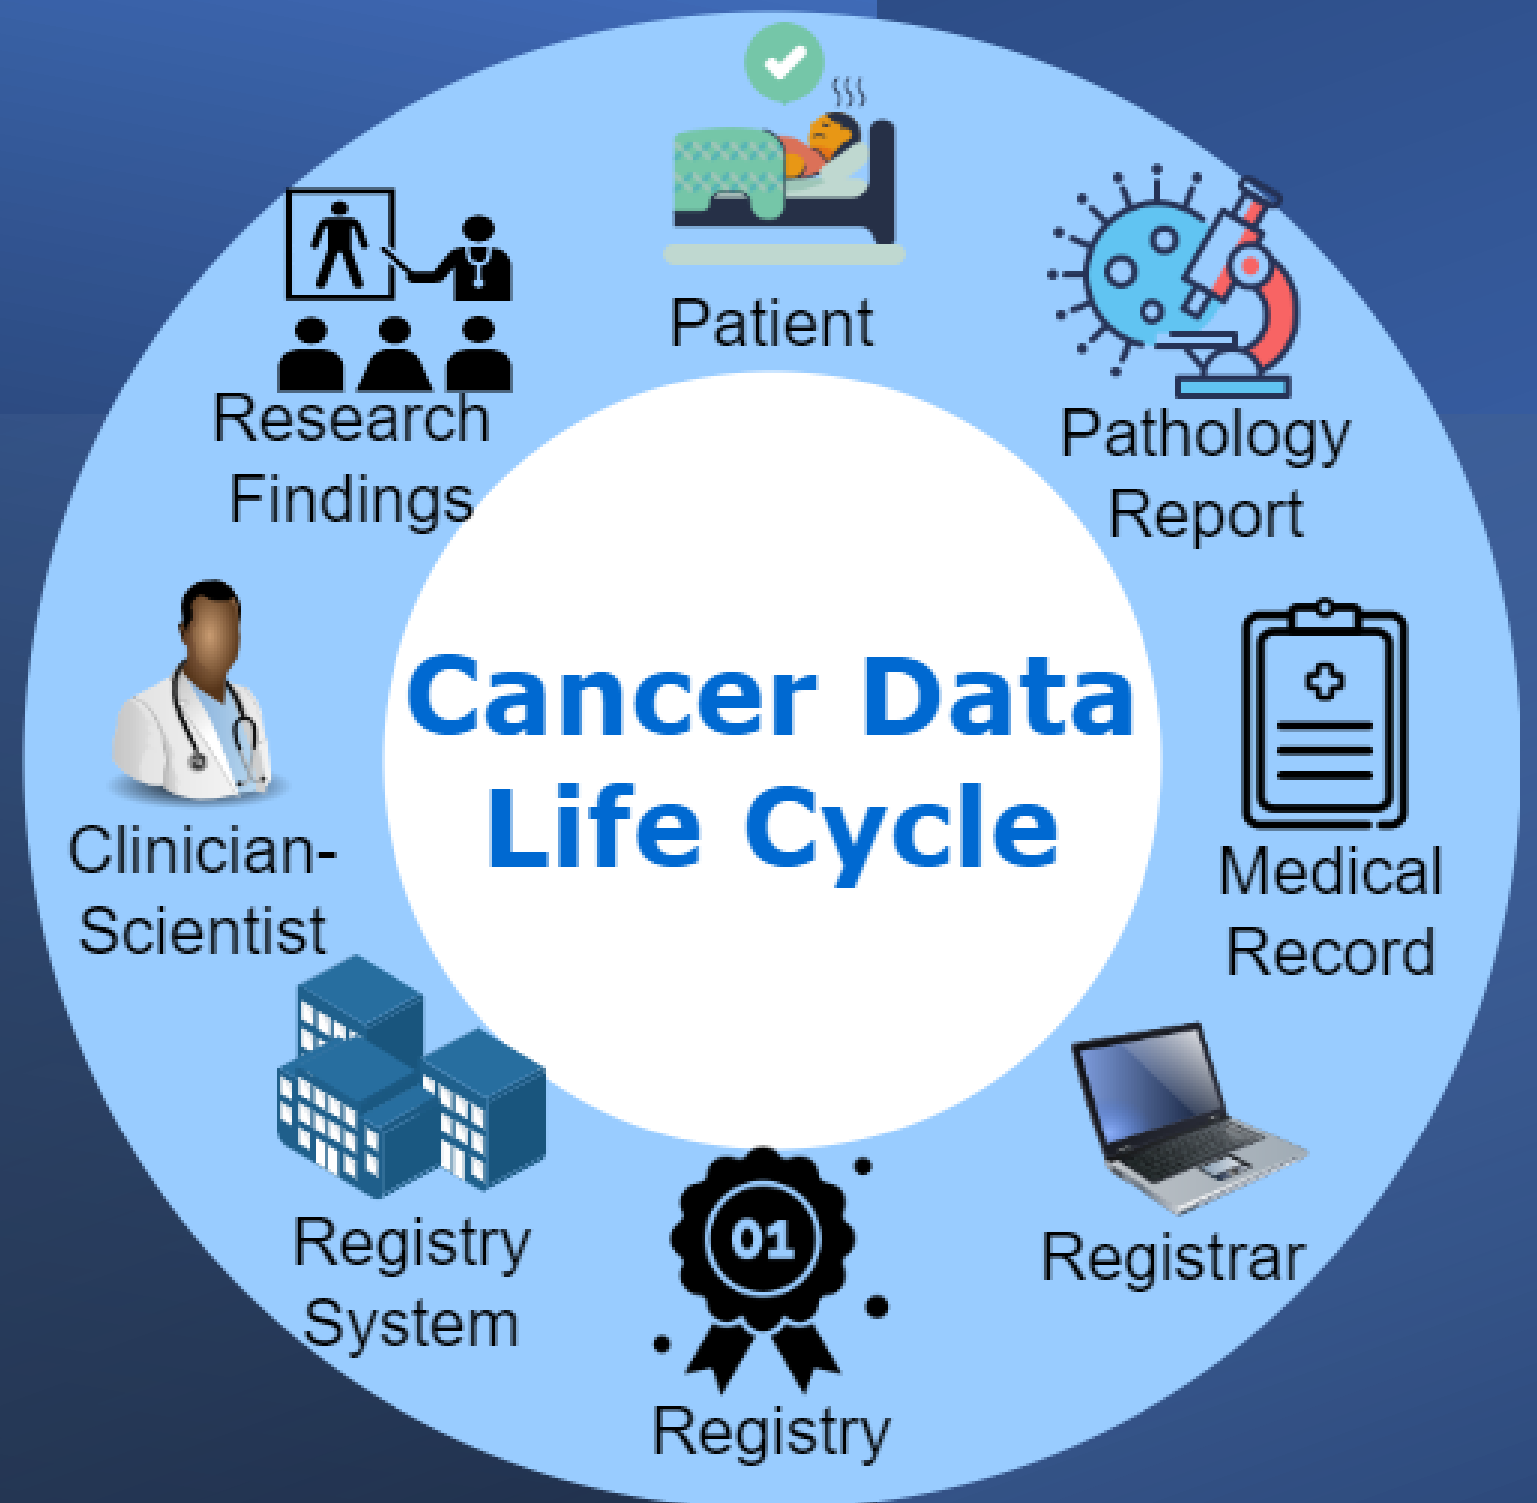 Patient
Pathology
Report
Medical
Record
Registrar
01
Registry
Registry
System
Clinician-
Scientist
Research
Findings
Cancer Data
Life Cycle